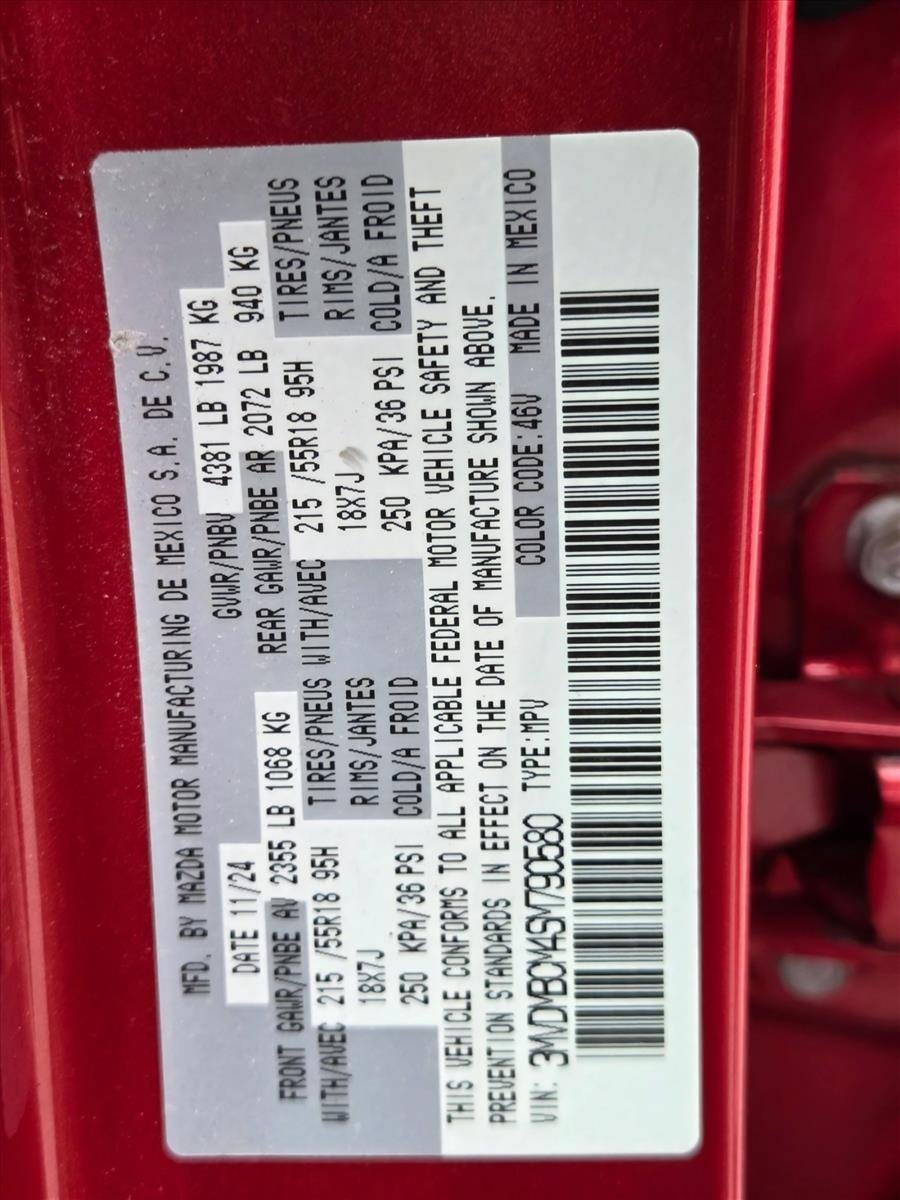 MFD. BY MAZDA MOTOR MANUFACTURING DE MEXICO S.A. DE C.V.
DATE 11/24 GVWR/PNBV 4381 LB 1987 KG
FRONT GAWR/PNBE AV 2355 LB 1068 KG REAR GAWR/PNBE AR 2072 LB 940 KG
WITH/AVEC 215 /55R18 95H TIRES/PNEUS WITH/AVEC 215 /55R18 95H TIRES/PNEUS
18X7J RIMS/JANTES 18X7J RIMS/JANTES
250 KPA/36 PSI COLD/A FROID 250 KPA/36 PSI COLD/A FROID
THIS VEHICLE CONFORMS TO ALL APPLICABLE FEDERAL MOTOR VEHICLE SAFETY AND THEFT
PREVENTION STANDARDS IN EFFECT ON THE DATE OF MANUFACTURE SHOWN ABOVE.
VIN: 3MVDMBCM4SM790580 TYPE:MPV COLOR CODE:46V MADE IN MEXICO